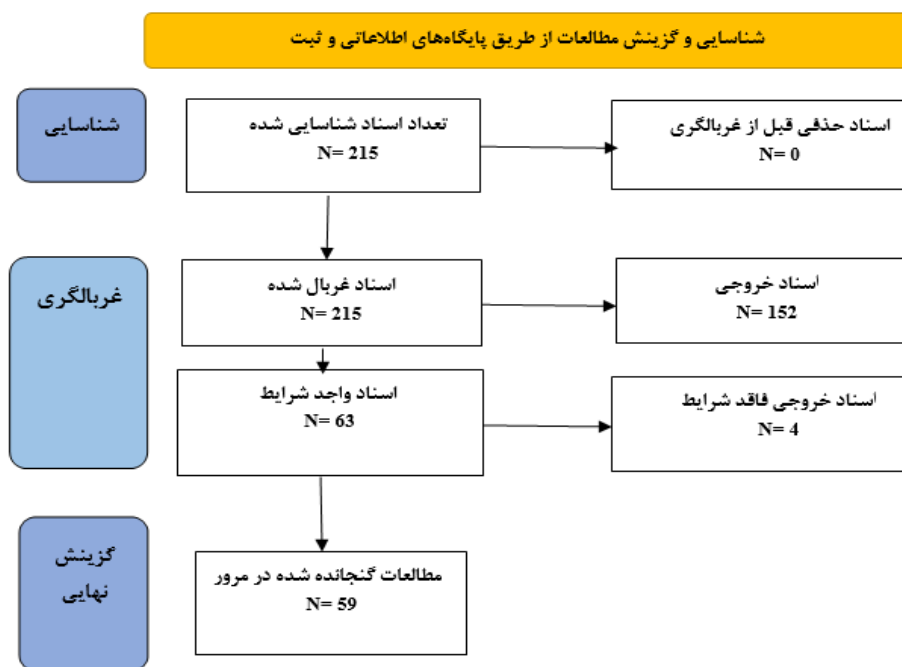 شناسایی و گزینش مطالعات از طریق پایگاه‌های اطلاعاتی و ثبت
شناسایی
تعداد اسناد شناسایی شده
N= 215
اسناد حذفی قبل از غربالگری
N= 0
غربالگری
اسناد غربال شده
N= 215
اسناد خروجی
N= 152
اسناد واجد شرایط
N= 63
اسناد خروجی فاقد شرایط
N= 4
گزینش
نهایی
مطالعات گنجانده شده در مرور
N= 59